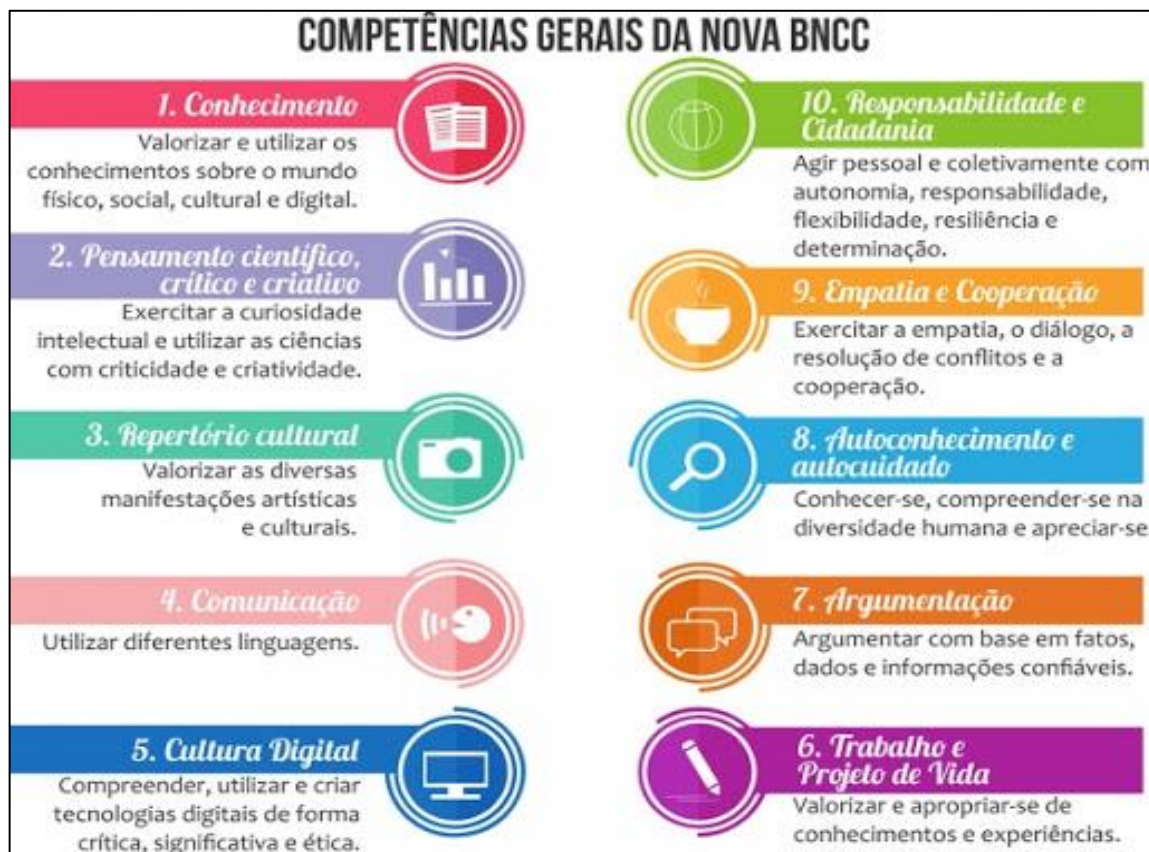 COMPETÊNCIAS GERAIS DA NOVA BNCC
1. Conhecimento
Valorizar e utilizar os
conhecimentos sobre o mundo
físico, social, cultural e digital.
2. Pensamento científico,
crítico e criativo
Exercitar a curiosidade
intelectual e utilizar as ciências
com criticidade e criatividade.
3. Repertório cultural
Valorizar as diversas
manifestações artísticas
e culturais.
4. Comunicação
Utilizar diferentes linguagens.
5. Cultura Digital
Compreender, utilizar e criar
tecnologias digitais de forma
crítica, significativa e ética.
10. Responsabilidade e
Cidadania
Agir pessoal e coletivamente com
autonomia, responsabilidade,
flexibilidade, resiliência e
determinação.
9. Empatia e Cooperação
Exercitar a empatia, o diálogo, a
resolução de conflitos e a
cooperação.
8. Autoconhecimento e
autocuidado
Conhecer-se, compreender-se na
diversidade humana e apreciar-se
7. Argumentação
Argumentar com base em fatos,
dados e informações confiáveis.
6. Trabalho e
Projeto de Vida
Valorizar e apropriar-se de
conhecimentos e experiências.